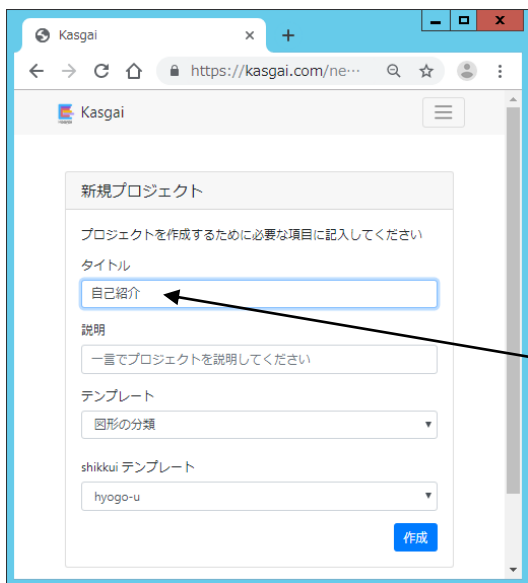 Kasgai
https://kasgai.com/ne…
Kasgai
新規プロジェクト
プロジェクトを作成するために必要な項目に記入してください
タイトル
自己紹介
説明
一言でプロジェクトを説明してください
テンプレート
図形の分類
shikkui テンプレート
hyogo-u
作成